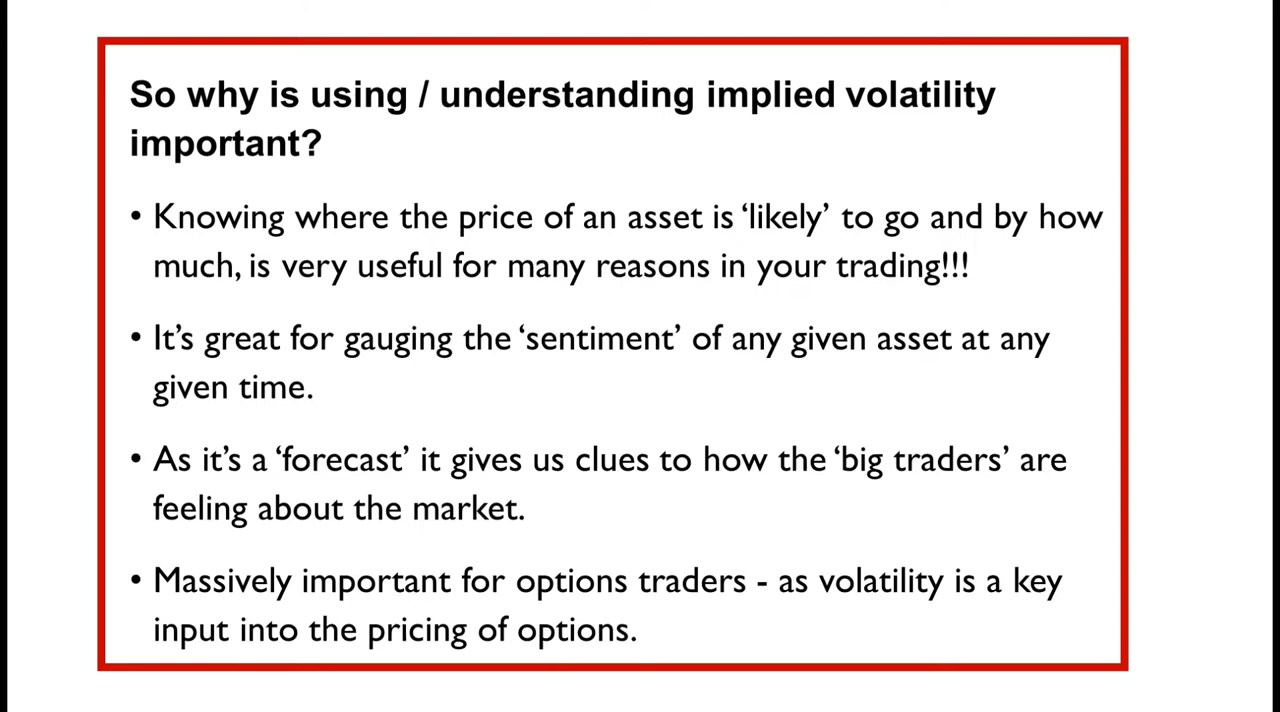 So why is using / understanding implied volatility
important?
• Knowing where the price of an asset is ‘likely’ to go and by how
much, is very useful for many reasons in your trading!!!
• It’s great for gauging the ‘sentiment’ of any given asset at any
given time.
• As it’s a ‘forecast’ it gives us clues to how the ‘big traders’ are
feeling about the market.
• Massively important for options traders - as volatility is a key
input into the pricing of options.